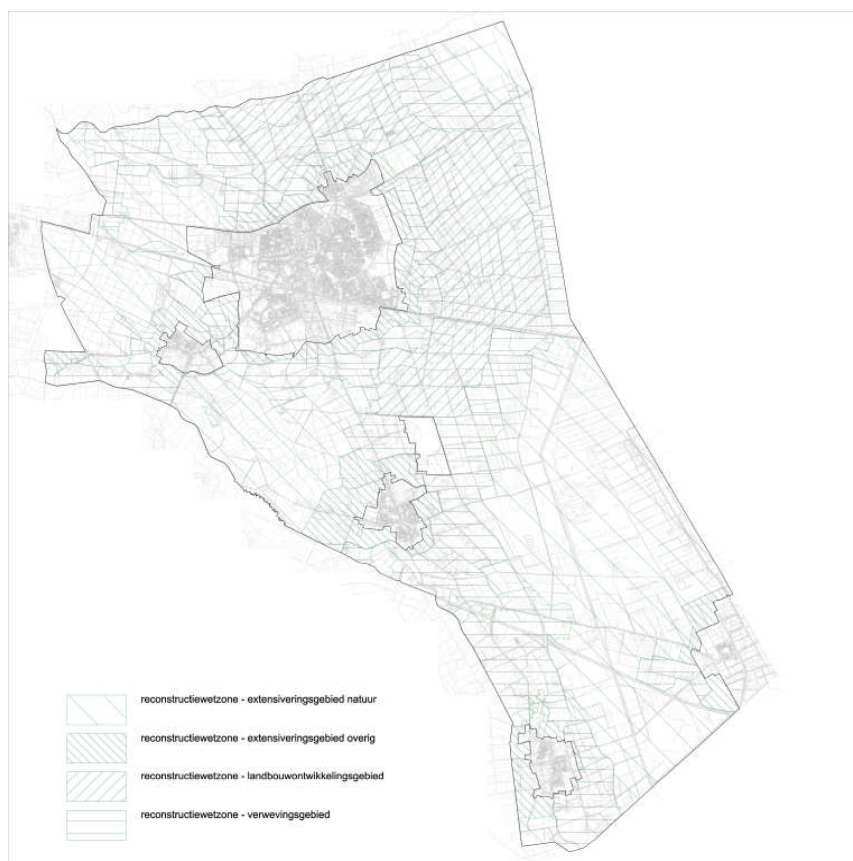 reconstructiewetzone - extensiveringsgebied natuur
reconstructiewetzone - extensiveringsgebied overig
reconstructiewetzone - landbouwontwikkelingsgebied
reconstructiewetzone - verwevingsgebied